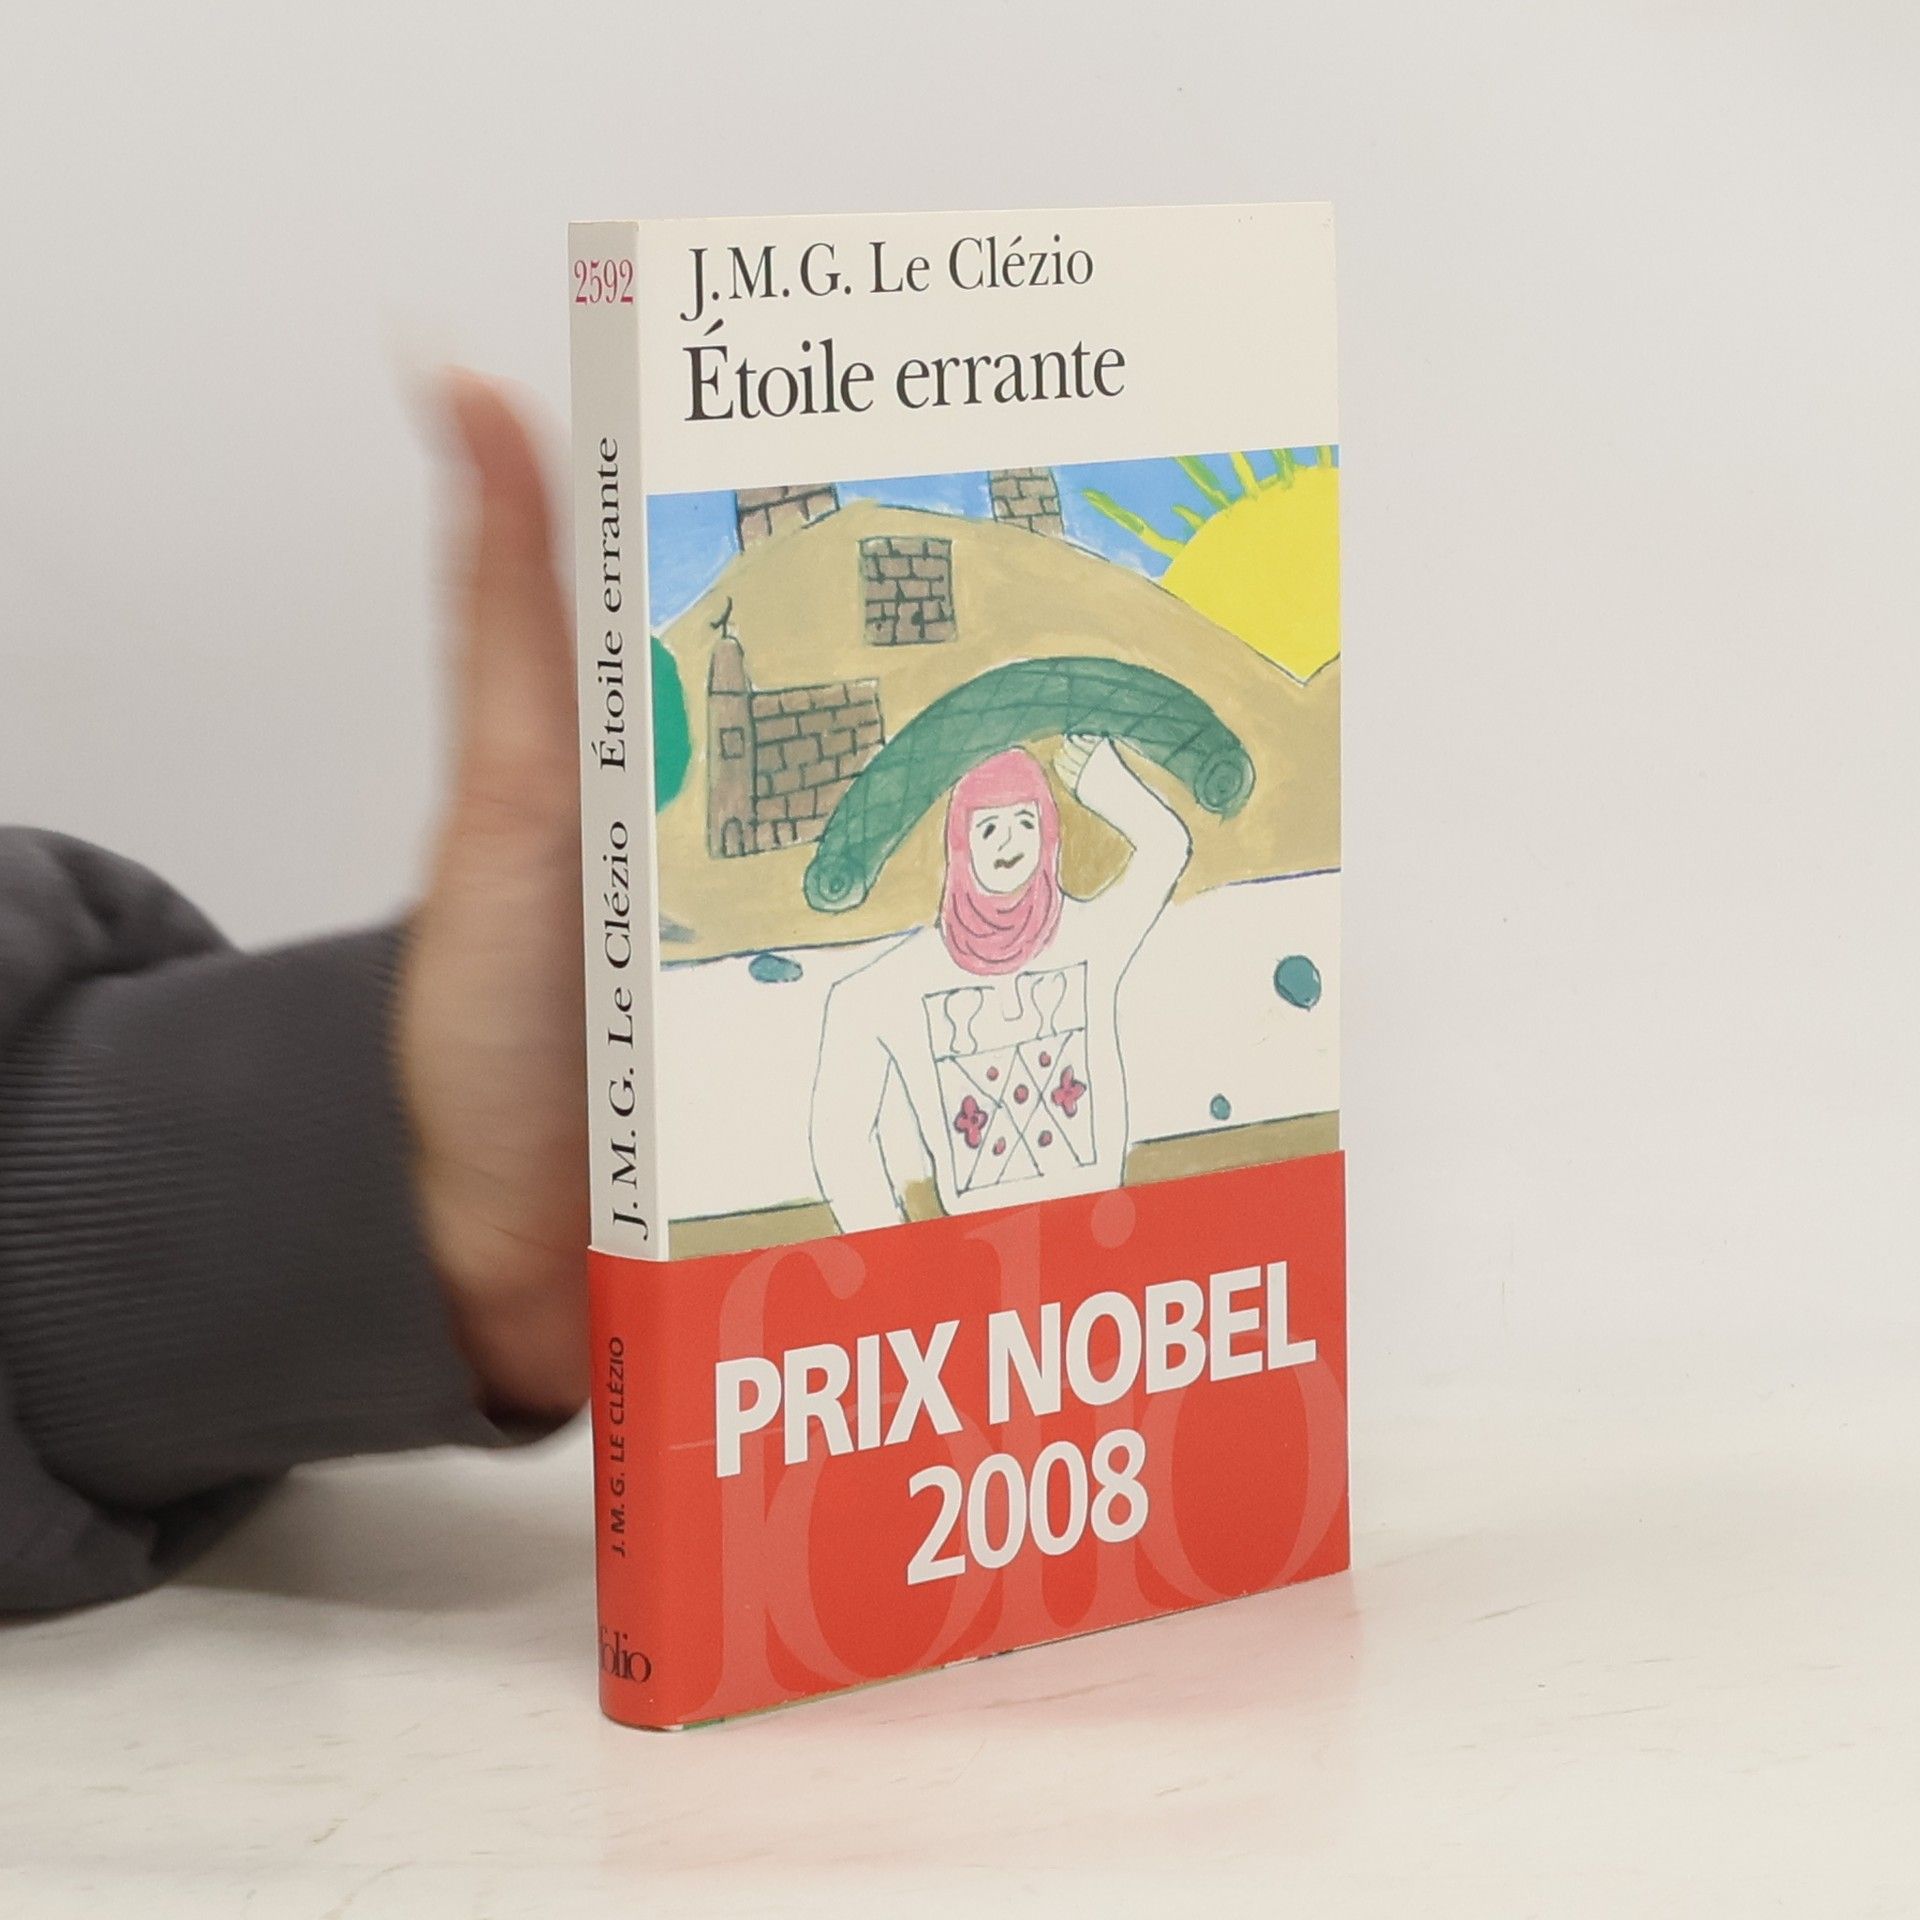 2592
J. M. G. Le Clézio Étoile errante
J. M. G. LE CLÉZIO
folio
J.M.G. Le Clézio
Étoile errante
folio
PRIX NOBEL
2008